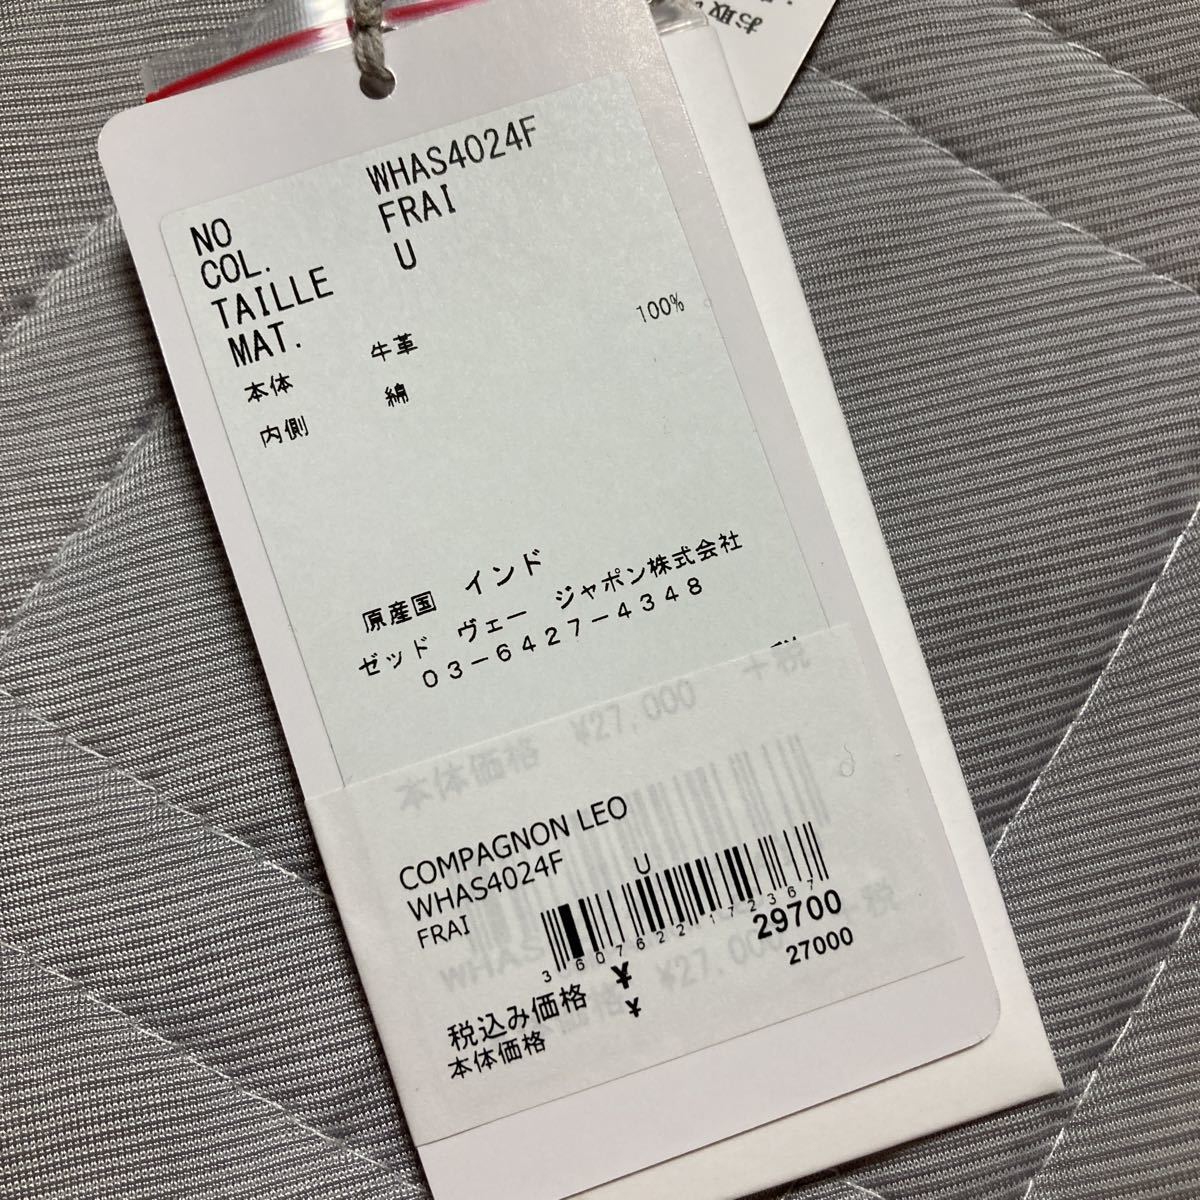 お取
NO WHAS4024F
COL. FRAI
TAILLE U
MAT.
本体 牛革 100%
内側 綿
原産国 インド
ゼッド ヴェー ジャポン株式会社
03-6427-4348
本体価格 ¥27,000 +税
COMPAGNON LEO
WHAS4024F U
FRAI
3607622172367
税込み価格 ¥ 29700
本体価格 ¥ 27000